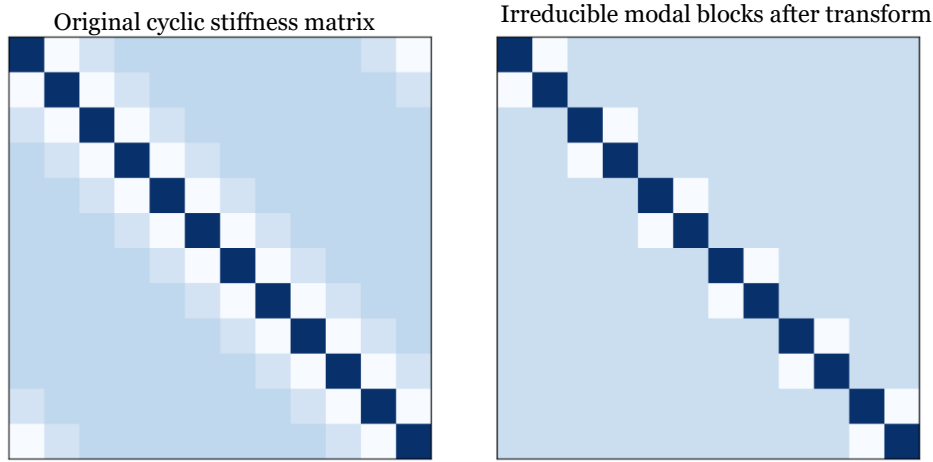 Original cyclic stiffness matrix
Irreducible modal blocks after transform